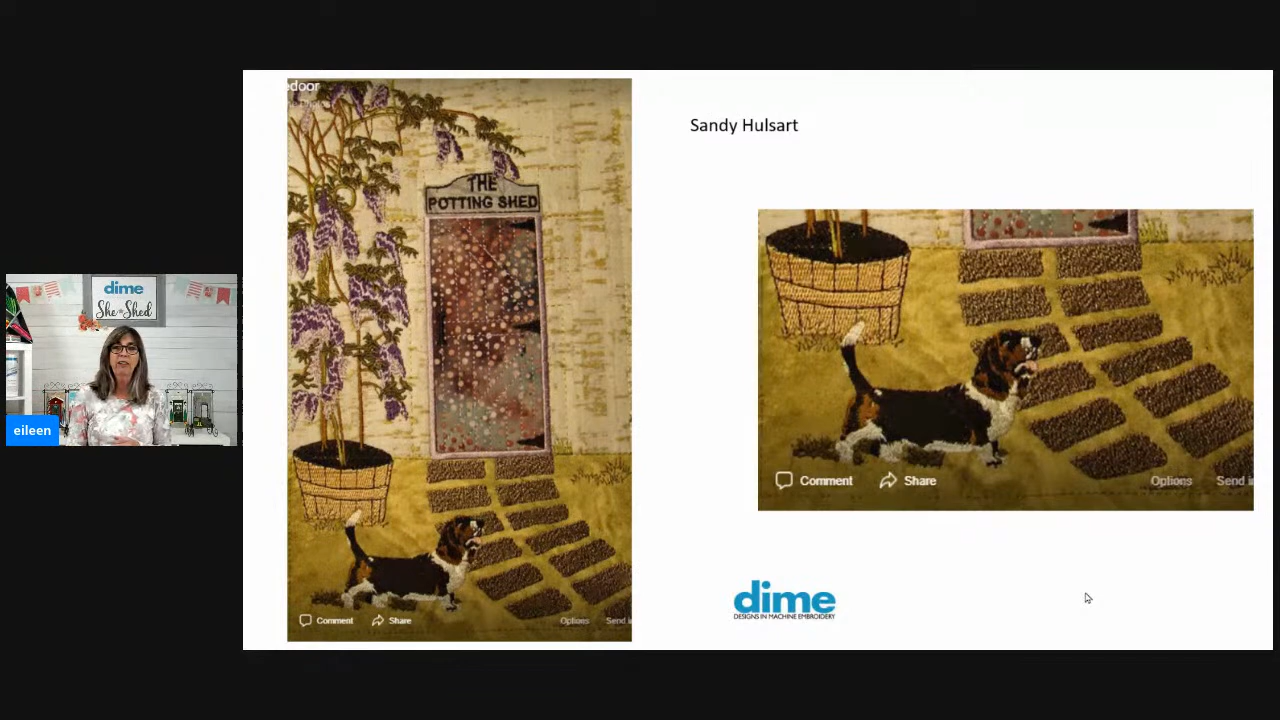 dime
She Shed
eileen
edoor
THE
POTTING SHED
Comment
Share
Options
Send i
Sandy Hulsart
Comment
Share
Options
Send i
dime
DESIGNS IN MACHINE EMBROIDERY